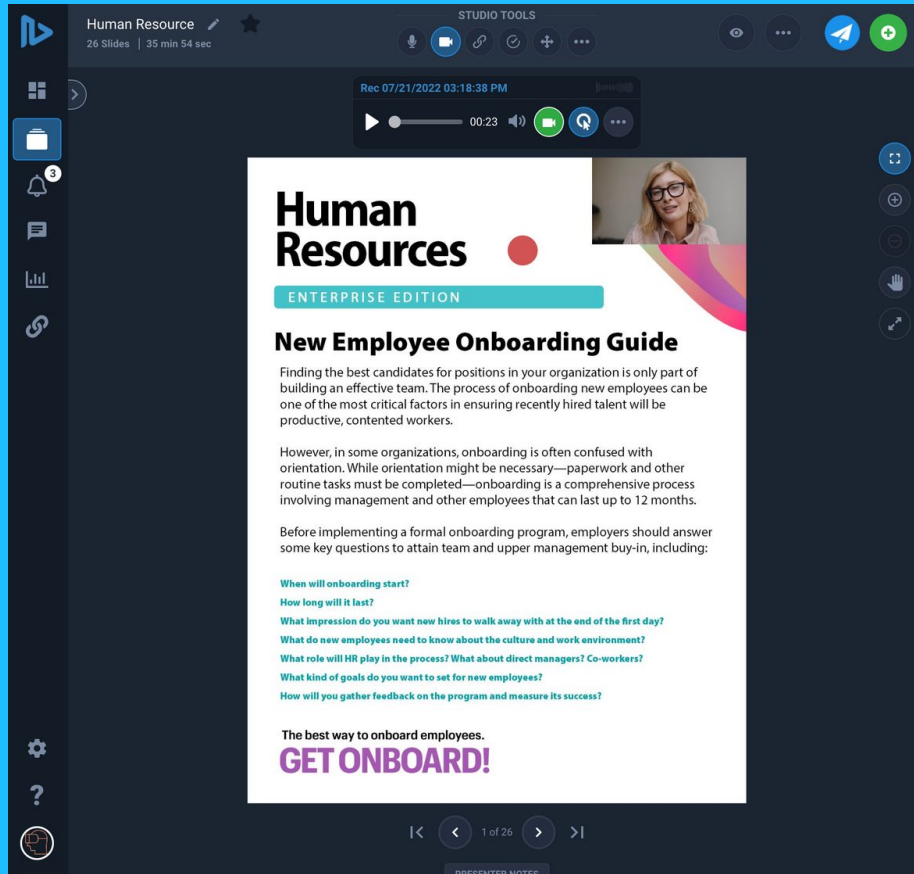 Human Resource
26 Slides | 35 min 54 sec
STUDIO TOOLS
3
Rec 07/21/2022 03:18:38 PM
00:23
Human
Resources
ENTERPRISE EDITION
New Employee Onboarding Guide
Finding the best candidates for positions in your organization is only part of
building an effective team. The process of onboarding new employees can be
one of the most critical factors in ensuring recently hired talent will be
productive, contented workers.
However, in some organizations, onboarding is often confused with
orientation. While orientation might be necessary—paperwork and other
routine tasks must be completed—onboarding is a comprehensive process
involving management and other employees that can last up to 12 months.
Before implementing a formal onboarding program, employers should answer
some key questions to attain team and upper management buy-in, including:
When will onboarding start?
How long will it last?
What impression do you want new hires to walk away with at the end of the first day?
What do new employees need to know about the culture and work environment?
What role will HR play in the process? What about direct managers? Co-workers?
What kind of goals do you want to set for new employees?
How will you gather feedback on the program and measure its success?
The best way to onboard employees.
GET ONBOARD!
1 of 26
PRESENTER NOTES